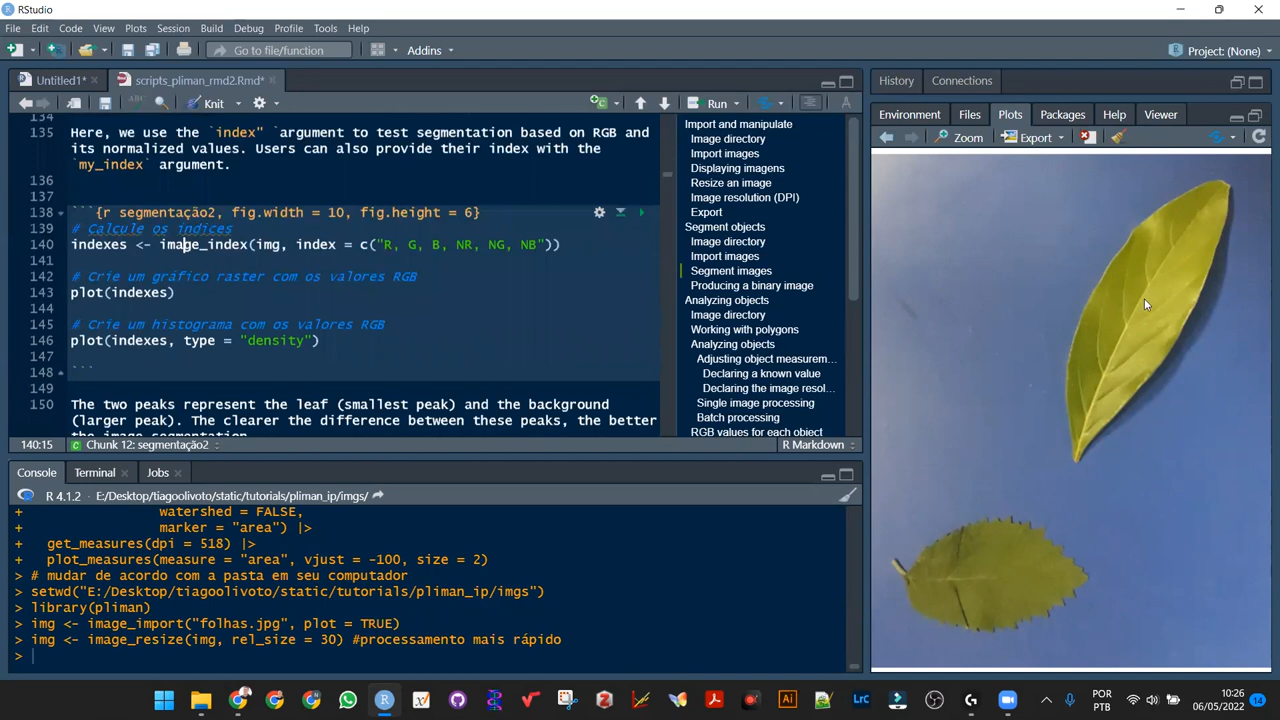 RStudio
File Edit Code View Plots Session Build Debug Profile Tools Help
Go to file/function Addins Project: (None)
Untitled1* scripts_pliman_rmd2.Rmd*
Knit Run
134
135 Here, we use the `index" `argument to test segmentation based on RGB and
its normalized values. Users can also provide their index with the
`my_index` argument.
136
137
138 ```{r segmentação2, fig.width = 10, fig.height = 6}
139 # Calcule os índices
140 indexes <- image_index(img, index = c("R, G, B, NR, NG, NB"))
141
142 # Crie um gráfico raster com os valores RGB
143 plot(indexes)
144
145 # Crie um histograma com os valores RGB
146 plot(indexes, type = "density")
147
148 ```
149
150 The two peaks represent the leaf (smallest peak) and the background
(larger peak). The clearer the difference between these peaks, the better
the image segmentation
140:15 Chunk 12: segmentação2 R Markdown
Import and manipulate
Image directory
Import images
Displaying images
Resize an image
Image resolution (DPI)
Export
Segment objects
Image directory
Import images
Segment images
Producing a binary image
Analyzing objects
Image directory
Working with polygons
Analyzing objects
Adjusting object measurem...
Declaring a known value
Declaring the image resol...
Single image processing
Batch processing
RGB values for each object
Console Terminal Jobs
R 4.1.2 · E:/Desktop/tiagoolivoto/static/tutorials/pliman_ip/imgs/
+ watershed = FALSE,
+ marker = "area") |>
+ get_measures(dpi = 518) |>
+ plot_measures(measure = "area", vjust = -100, size = 2)
> # mudar de acordo com a pasta em seu computador
> setwd("E:/Desktop/tiagoolivoto/static/tutorials/pliman_ip/imgs")
> library(pliman)
> img <- image_import("folhas.jpg", plot = TRUE)
> img <- image_resize(img, rel_size = 30) #processamento mais rápido
>
History Connections
Environment Files Plots Packages Help Viewer
Zoom Export
POR
PTB
10:26
06/05/2022
14